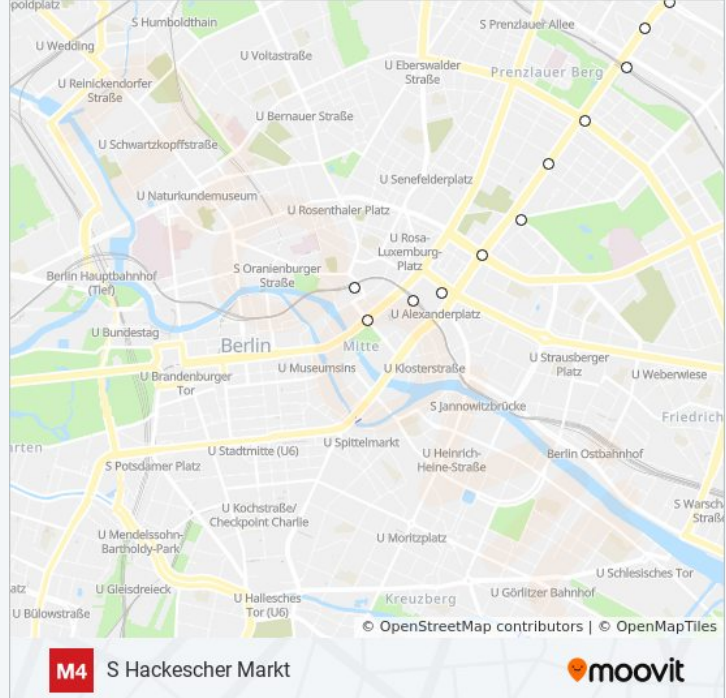 poldplatz
S Humboldthain
S Prenzlauer Allee
U Wedding
U Voltastraße
U Eberswalder
Straße
Prenzlauer Berg
U Reinickendorfer
Straße
U Bernauer Straße
U Schwartzkopffstraße
U Senefelderplatz
U Naturkundemuseum
U Rosenthaler Platz
U Rosa-
Luxemburg-
Platz
S Oranienburger
Straße
Berlin Hauptbahnhof
(Tief)
U Alexanderplatz
U Bundestag
Berlin
Mitte
U Strausberger
Platz
U Museumsins
U Klosterstraße
U Weberwiese
U Brandenburger
Tor
S Jannowitzbrücke
Friedrich
rten
U Stadtmitte (U6)
U Spittelmarkt
U Heinrich-
Heine-Straße
Berlin Ostbahnhof
S Potsdamer Platz
S Warsch
Straße
U Kochstraße/
Checkpoint Charlie
U Mendelssohn-
Bartholdy-Park
U Moritzplatz
U Schlesisches Tor
atz
U Gleisdreieck
U Hallesches
Tor (U6)
Kreuzberg
U Görlitzer Bahnhof
U Bülowstraße
© OpenStreetMap contributors | © OpenMapTiles
M4 S Hackescher Markt
moovit